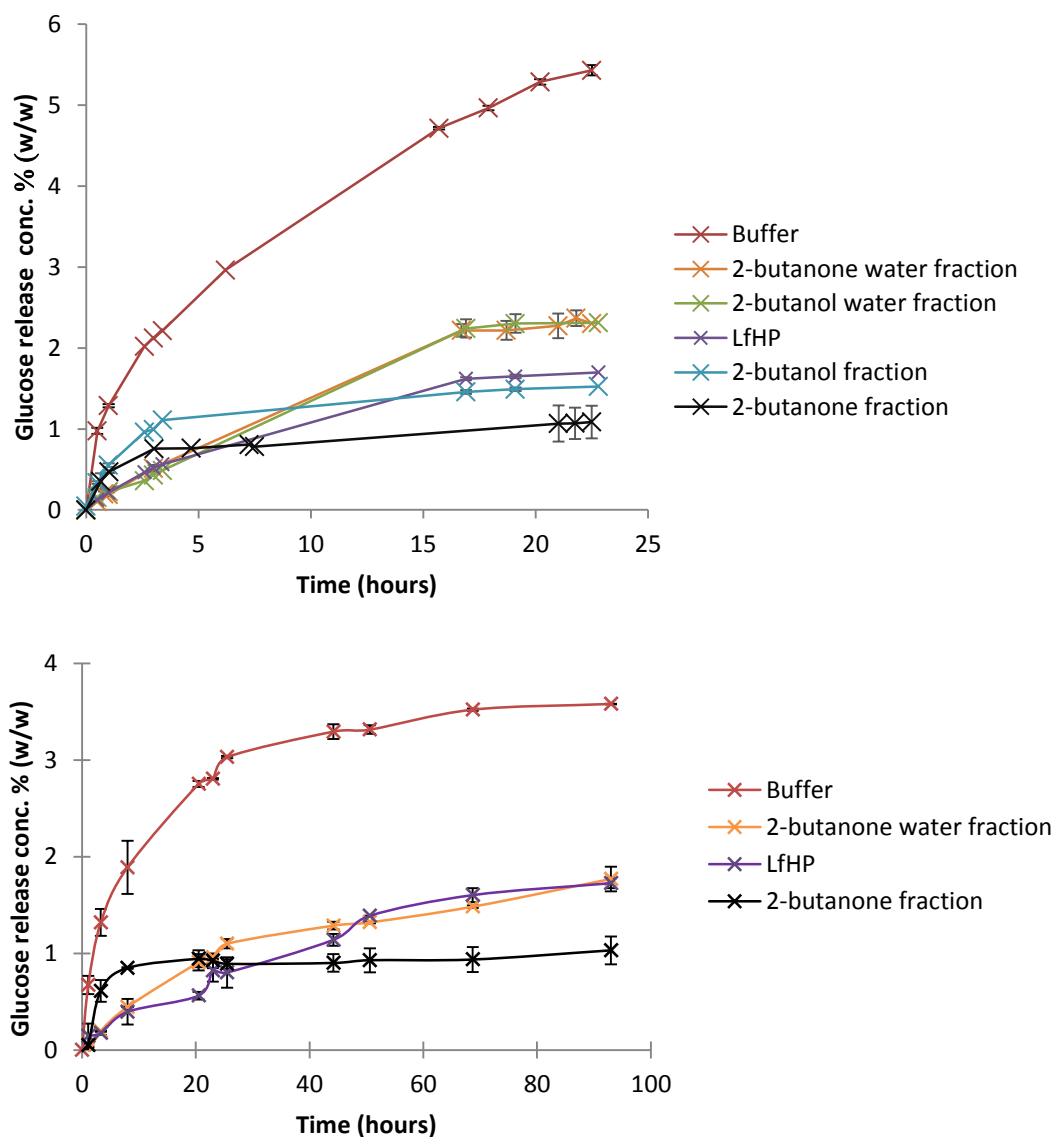 Glucose release conc. % (w/w)
6
5
4
3
2
1
0
0 5 10 15 20 25
Time (hours)
Buffer
2-butanone water fraction
2-butanol water fraction
LfHP
2-butanol fraction
2-butanone fraction
Glucose release conc. % (w/w)
4
3
2
1
0
0 20 40 60 80 100
Time (hours)
Buffer
2-butanone water fraction
LfHP
2-butanone fraction